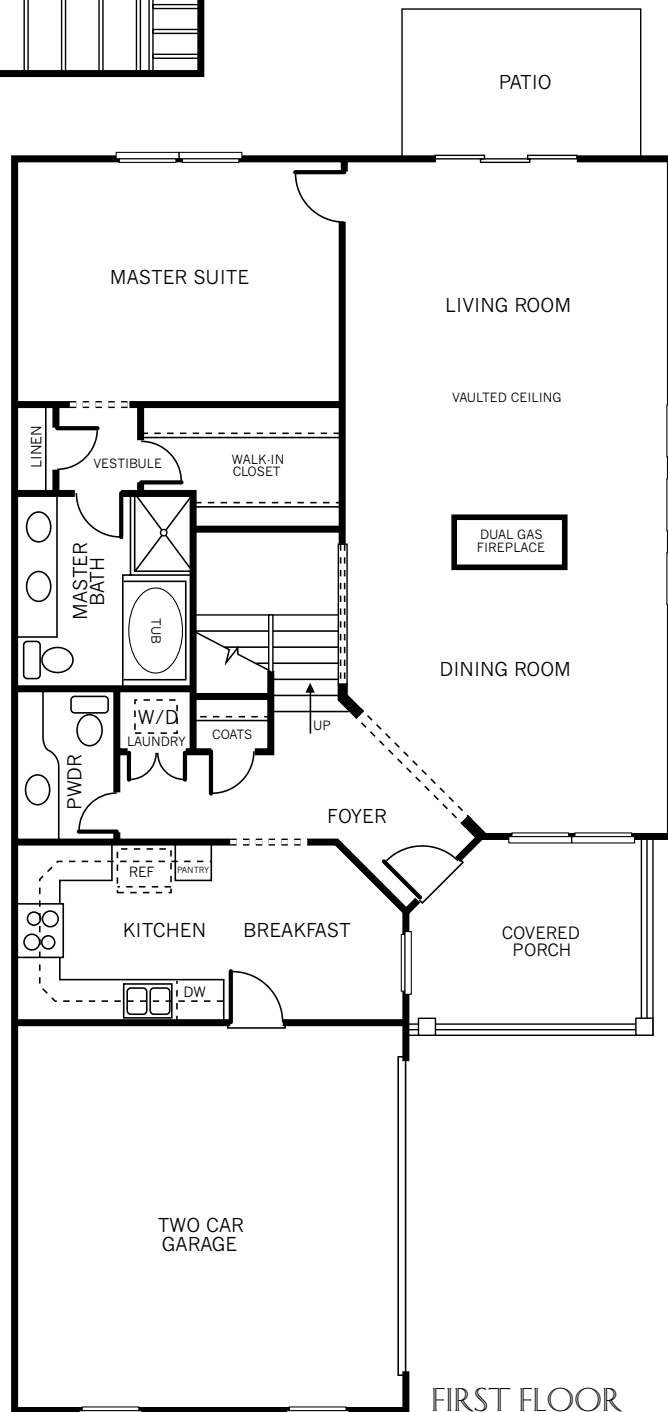 PATIO
MASTER SUITE
LIVING ROOM
VAULTED CEILING
LINEN
VESTIBULE
WALK-IN
CLOSET
DUAL GAS
FIREPLACE
MASTER
BATH
TUB
DINING ROOM
W/D
LAUNDRY
COATS
UP
PWDR
FOYER
REF
PANTRY
KITCHEN
BREAKFAST
COVERED
PORCH
DW
TWO CAR
GARAGE
FIRST FLOOR